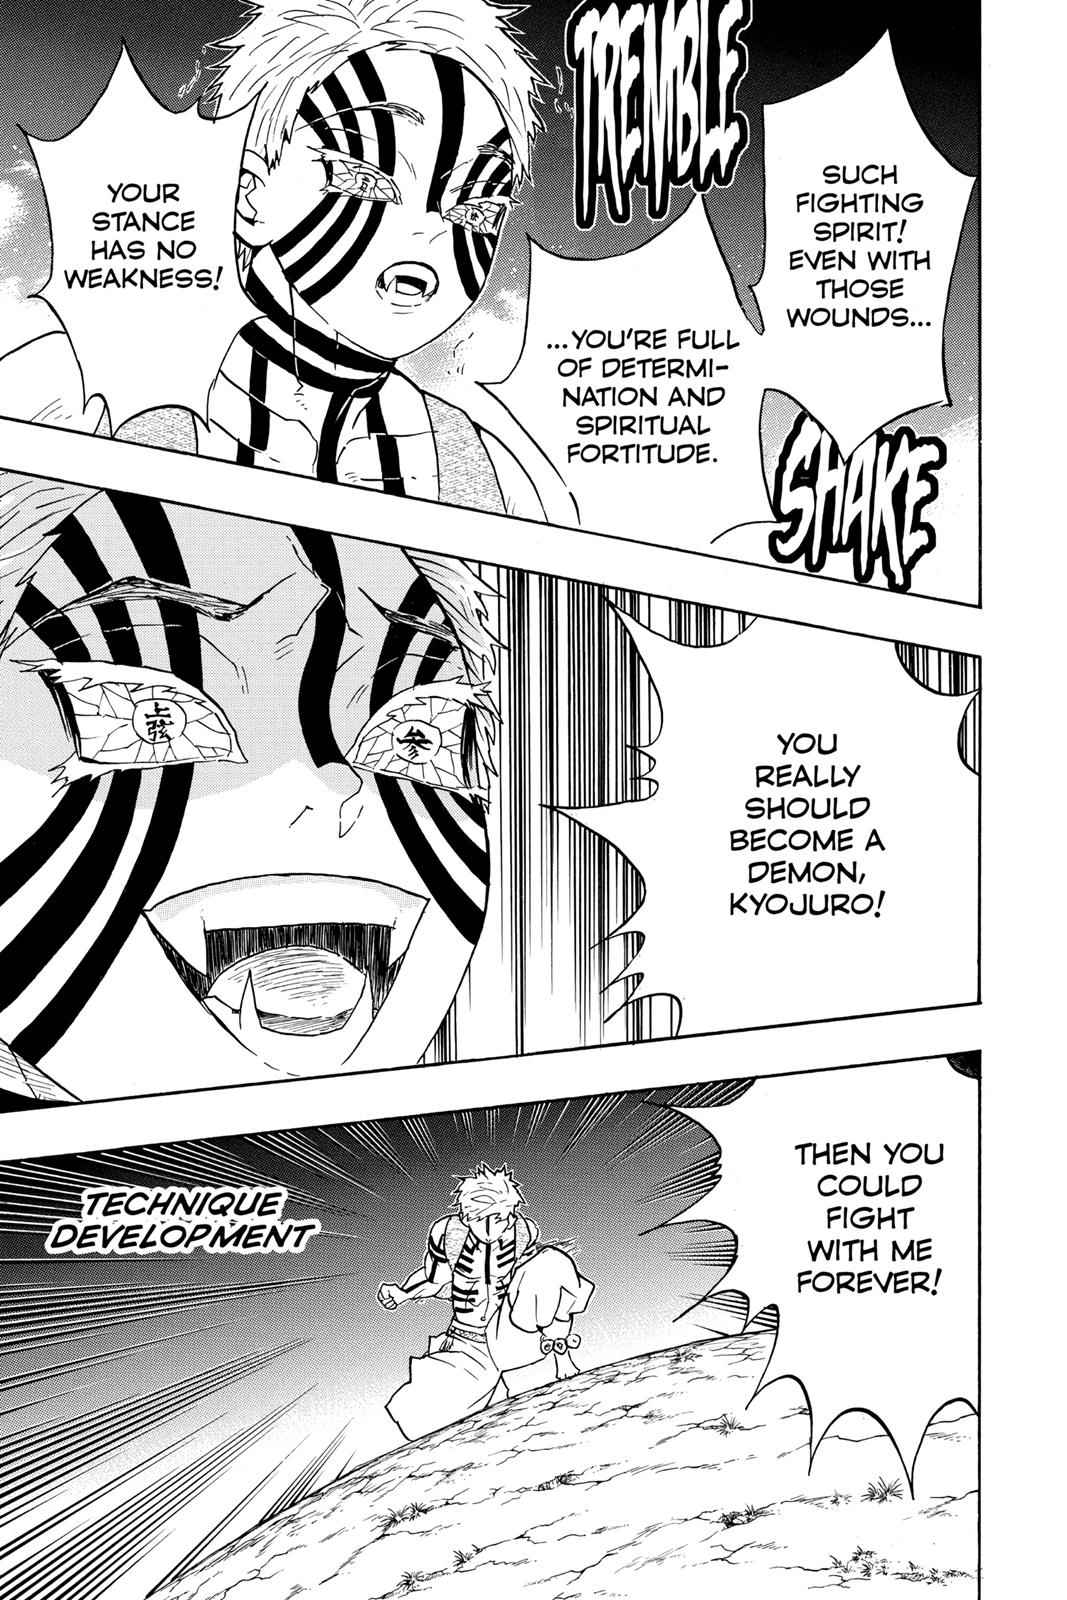 TREMBLE
SUCH
FIGHTING
SPIRIT!
EVEN WITH
THOSE
WOUNDS...
...YOU'RE FULL
OF DETERMI-
NATION AND
SPIRITUAL
FORTITUDE.
YOUR
STANCE
HAS NO
WEAKNESS!
SHAKE
上弦
参
YOU
REALLY
SHOULD
BECOME A
DEMON,
KYOJURO!
THEN YOU
COULD
FIGHT
WITH ME
FOREVER!
TECHNIQUE
DEVELOPMENT